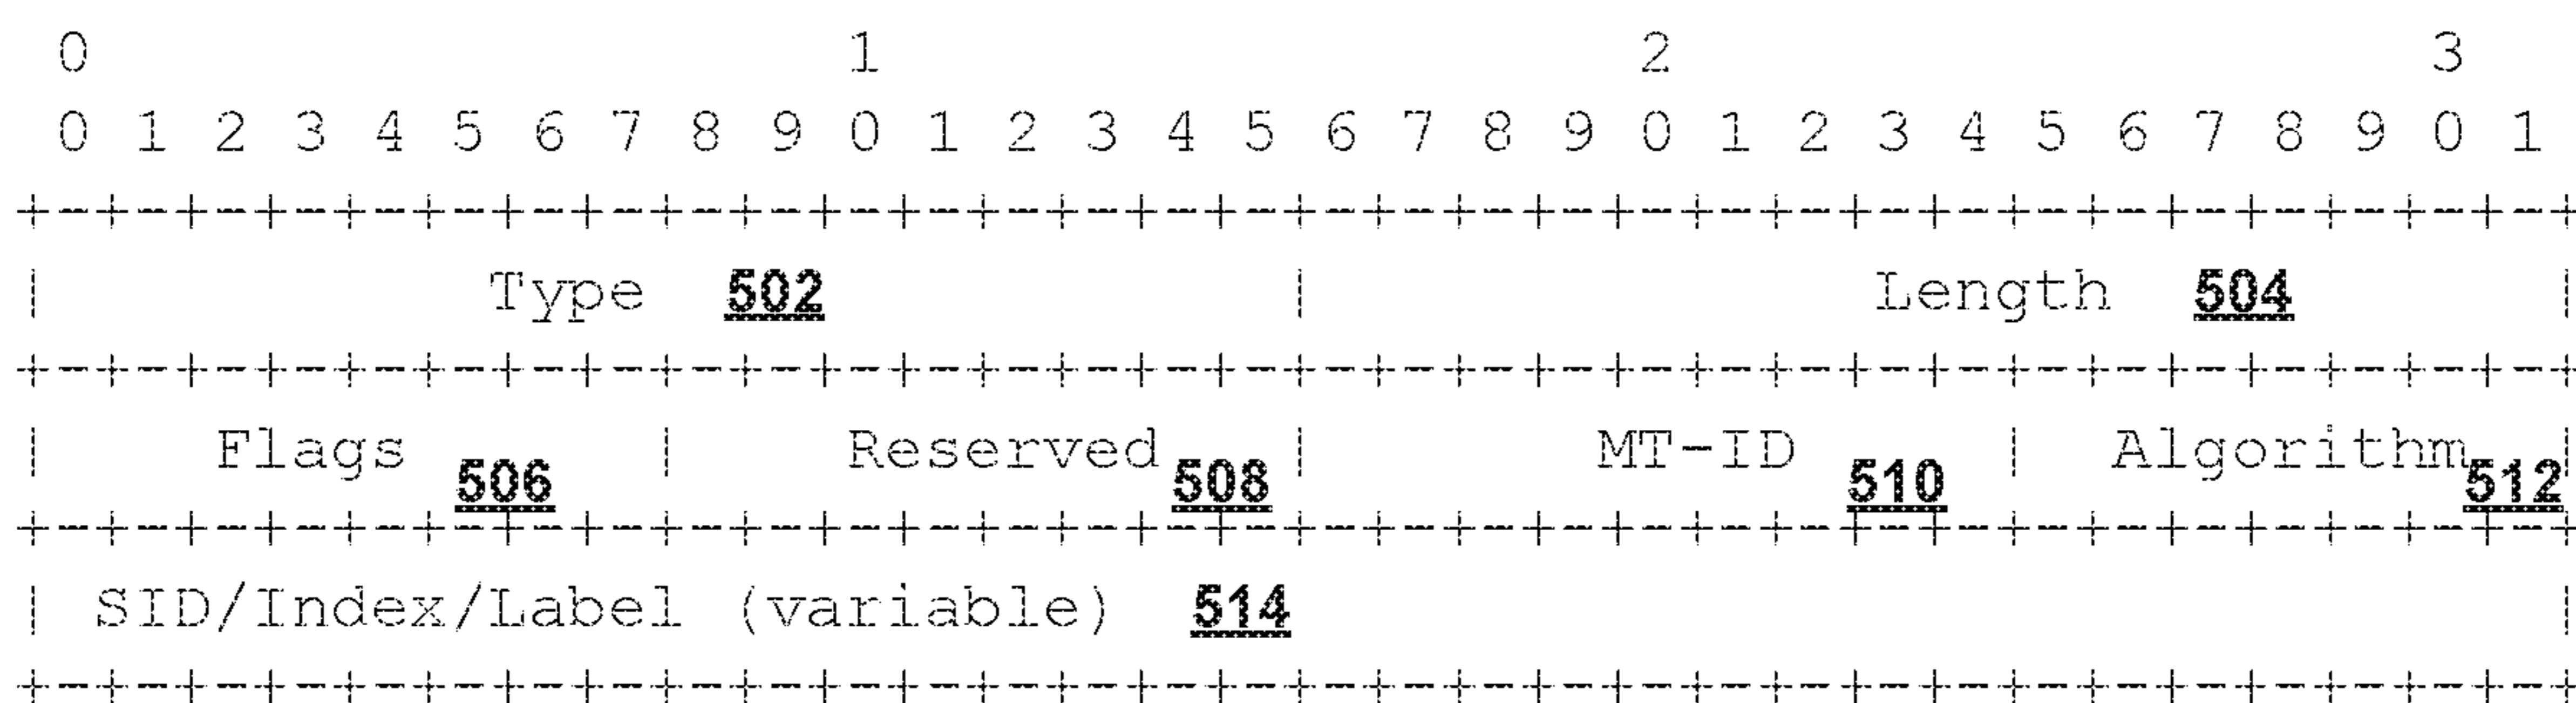 0 1 2 3
0 1 2 3 4 5 6 7 8 9 0 1 2 3 4 5 6 7 8 9 0 1 2 3 4 5 6 7 8 9 0 1
+-+-+-+-+-+-+-+-+-+-+-+-+-+-+-+-+-+-+-+-+-+-+-+-+-+-+-+-+-+-+-+-+
| Type 502 | Length 504 |
+-+-+-+-+-+-+-+-+-+-+-+-+-+-+-+-+-+-+-+-+-+-+-+-+-+-+-+-+-+-+-+-+
| Flags 506 | Reserved 508 | MT-ID 510 | Algorithm 512 |
+-+-+-+-+-+-+-+-+-+-+-+-+-+-+-+-+-+-+-+-+-+-+-+-+-+-+-+-+-+-+-+-+
| SID/Index/Label (variable) 514 |
+-+-+-+-+-+-+-+-+-+-+-+-+-+-+-+-+-+-+-+-+-+-+-+-+-+-+-+-+-+-+-+-+